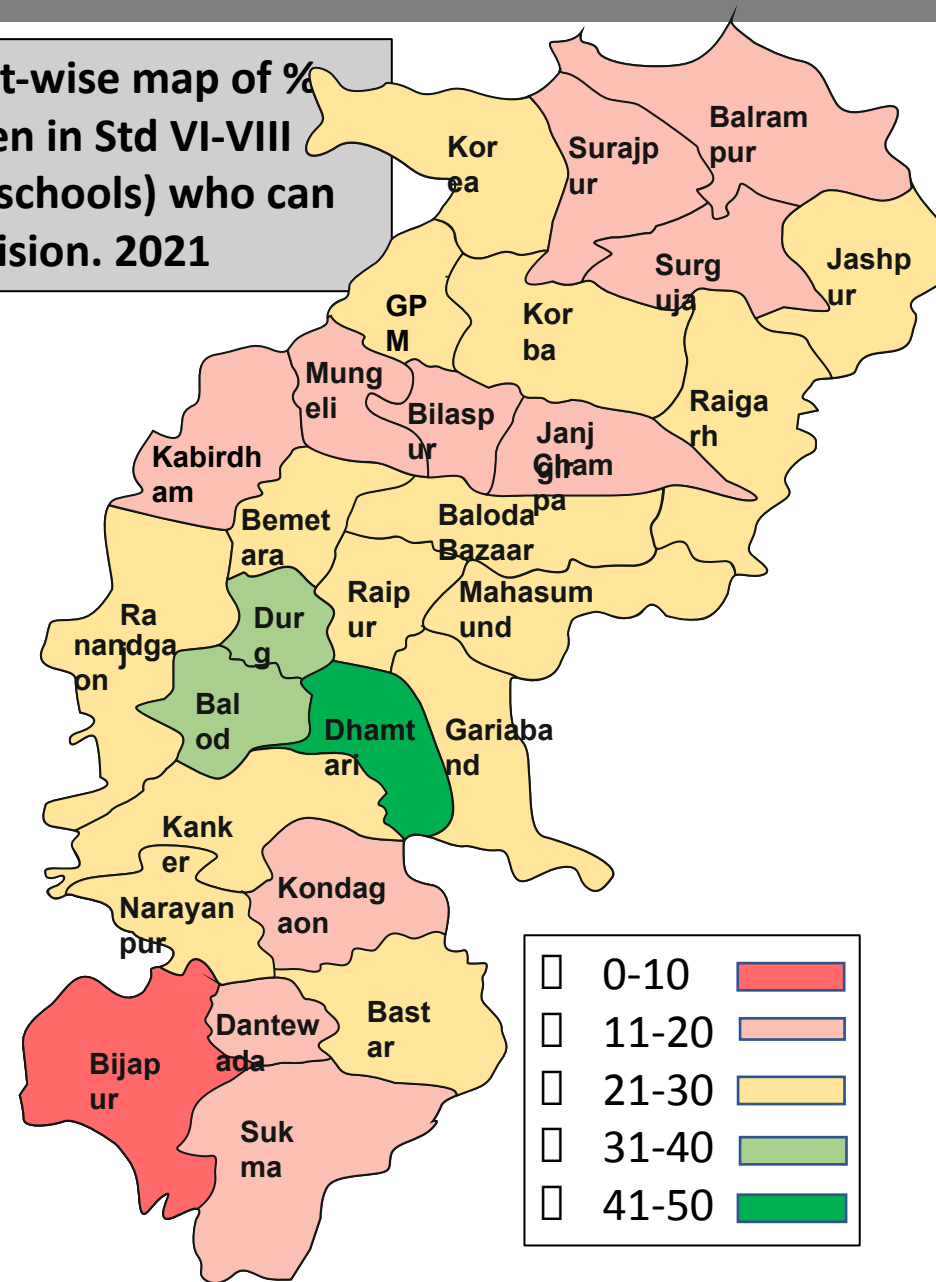 t-wise map of %
en in Std VI-VIII
schools) who can
ision. 2021
Kor
ea
Surajp
ur
Balram
pur
Surg
uja
Jashp
ur
GP
M
Kor
ba
Mung
eli
Bilasp
ur
Raiga
rh
Janj
gir
Cham
pa
Kabirdh
am
Bemet
ara
Baloda
Bazaar
Raip
ur
Mahasum
und
Dur
g
Ra
j
nandga
on
Bal
od
Dhamt
ari
Gariaba
nd
Kank
er
Kondag
aon
Narayan
pur
Dantew
ada
Bast
ar
Bijap
ur
Suk
ma
0-10
11-20
21-30
31-40
41-50